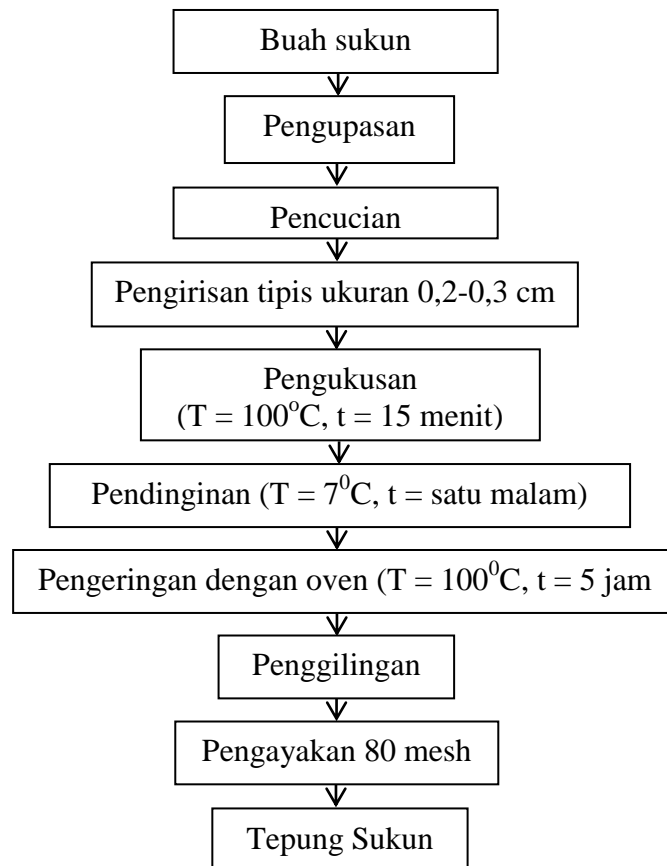 Buah sukun
Pengupasan
Pencucian
Pengirisan tipis ukuran 0,2-0,3 cm
Pengukusan
(T = 100°C, t = 15 menit)
Pendinginan (T = 7⁰C, t = satu malam)
Pengeringan dengan oven (T = 100⁰C, t = 5 jam
Penggilingan
Pengayakan 80 mesh
Tepung Sukun